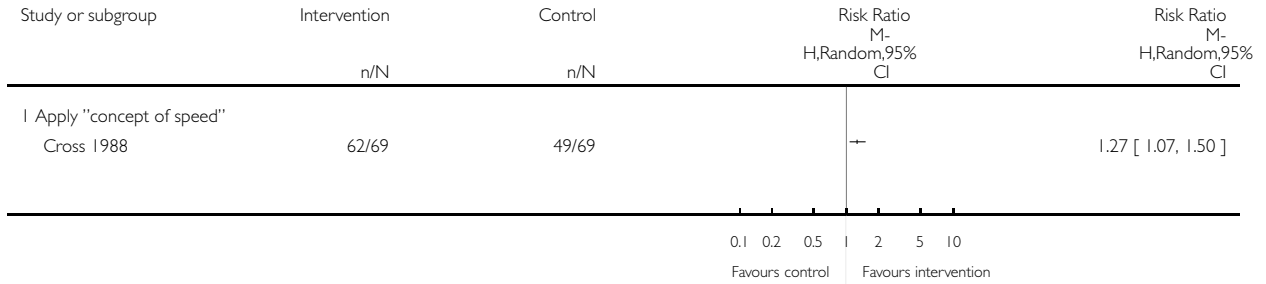 Study or subgroup Intervention Control Risk Ratio Risk Ratio
M- M-
H,Random,95% H,Random,95%
n/N n/N CI CI
1 Apply ”concept of speed”
Cross 1988 62/69 49/69 1.27 [ 1.07, 1.50 ]
0.1 0.2 0.5 1 2 5 10
Favours control Favours intervention